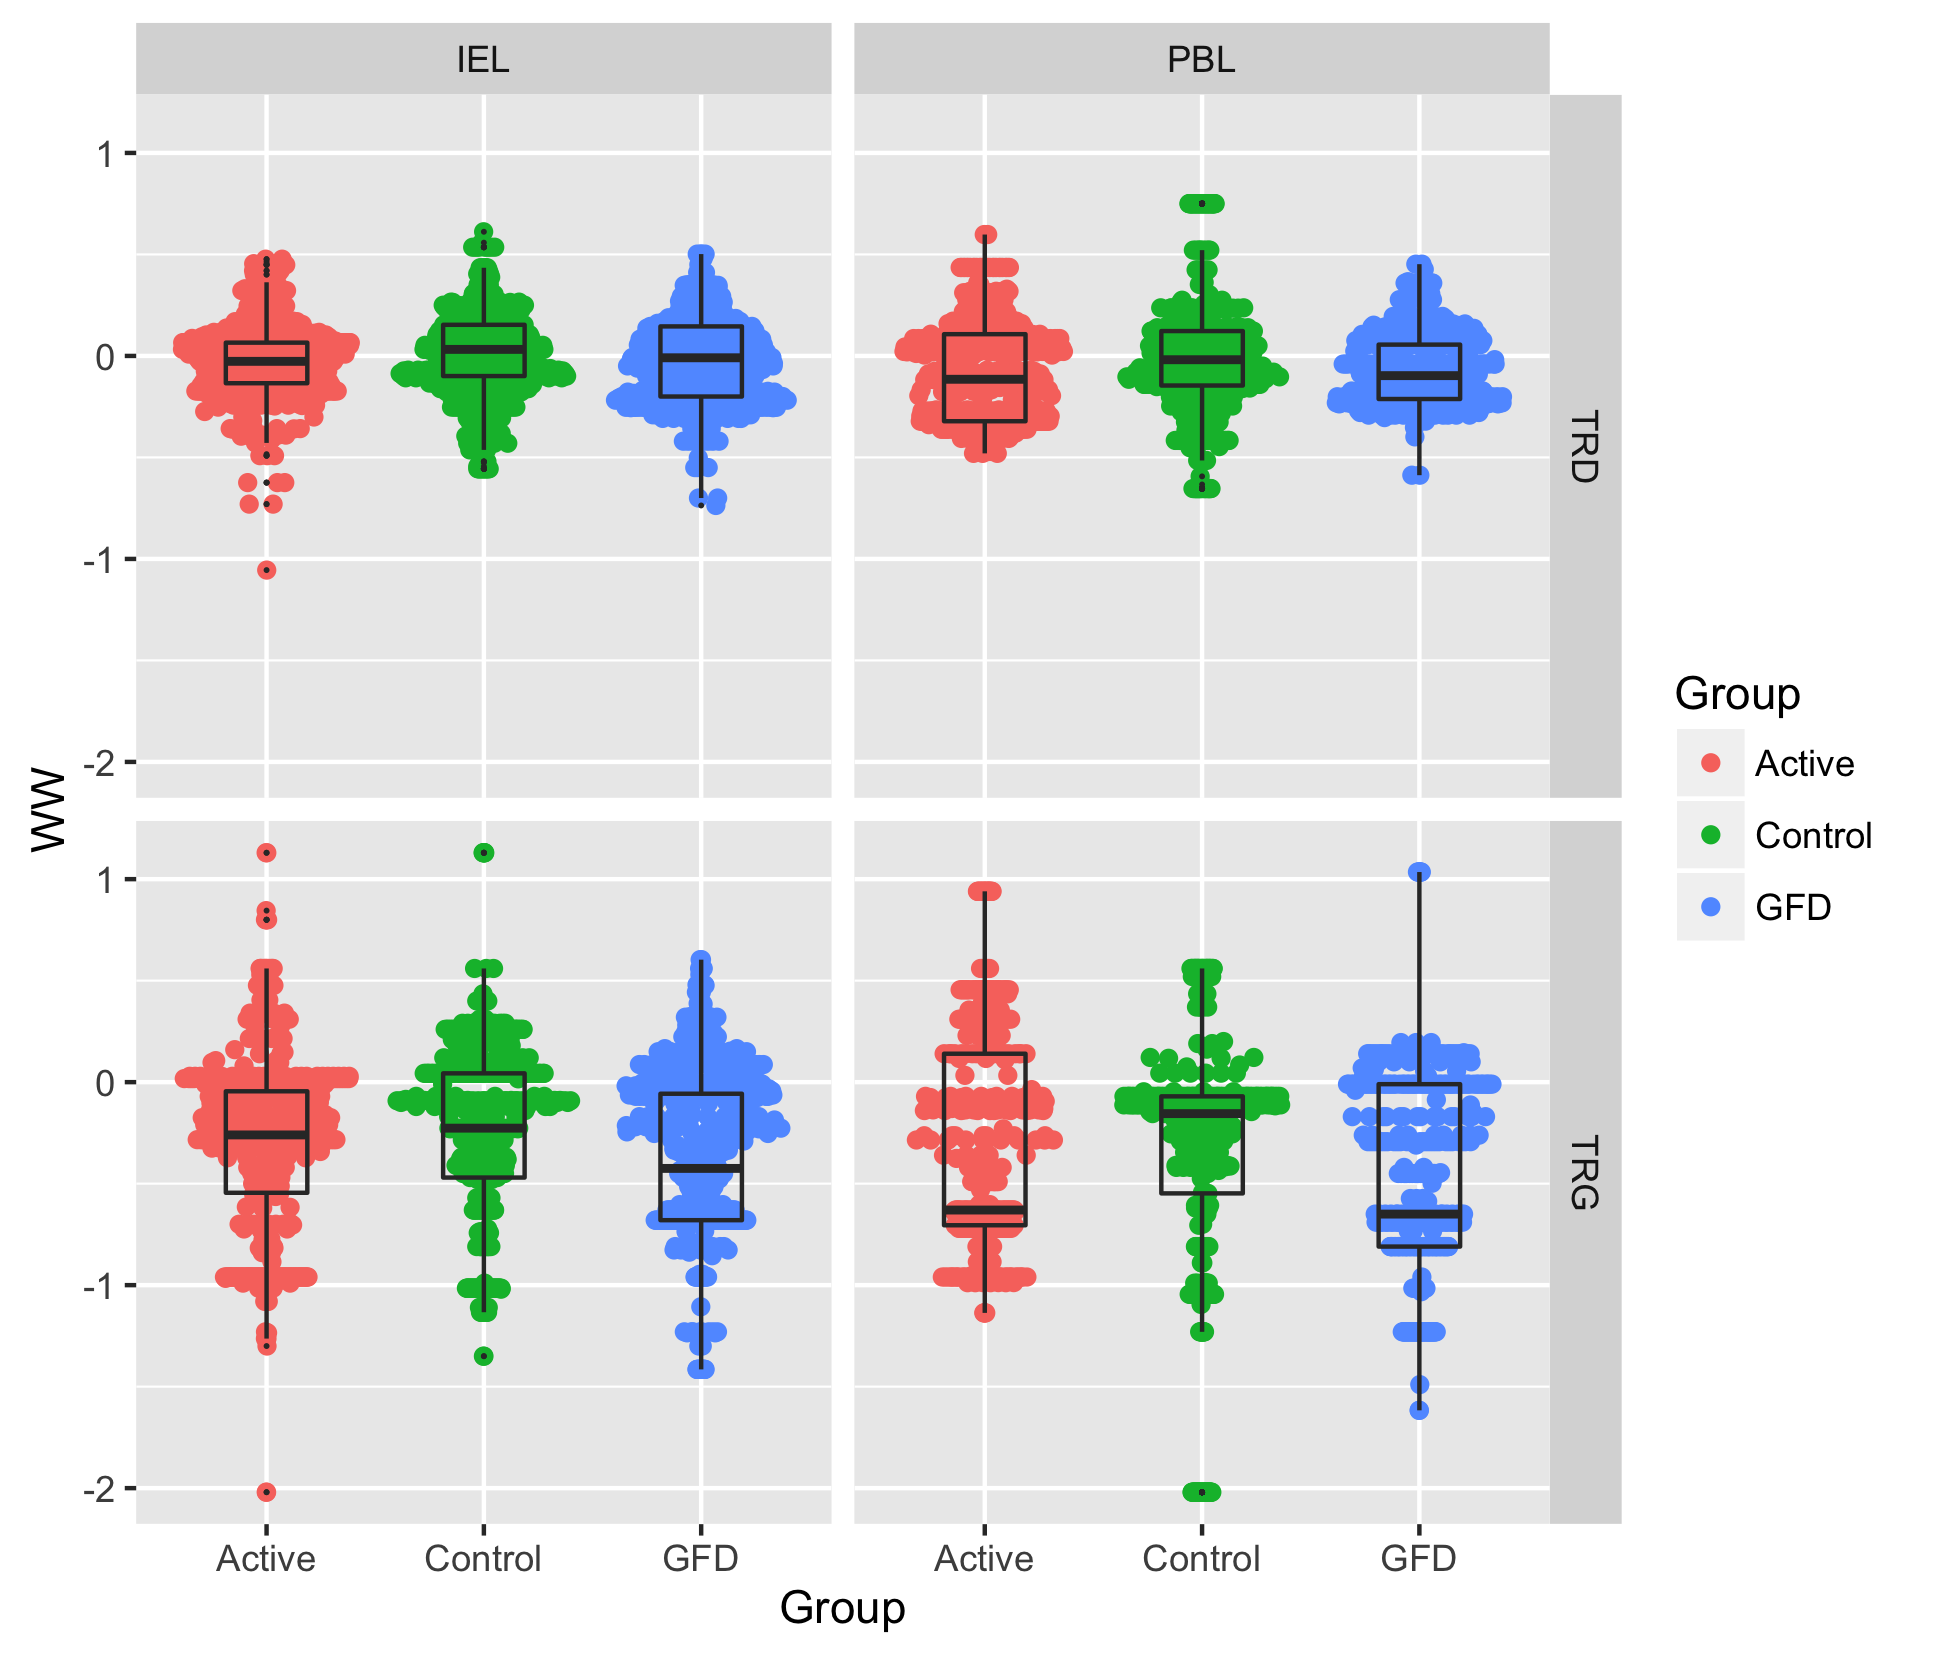 IEL
PBL
1
0
-1
-2
TRD
WW
1
0
-1
-2
TRG
Active
Control
GFD
Active
Control
GFD
Group
Group
Active
Control
GFD